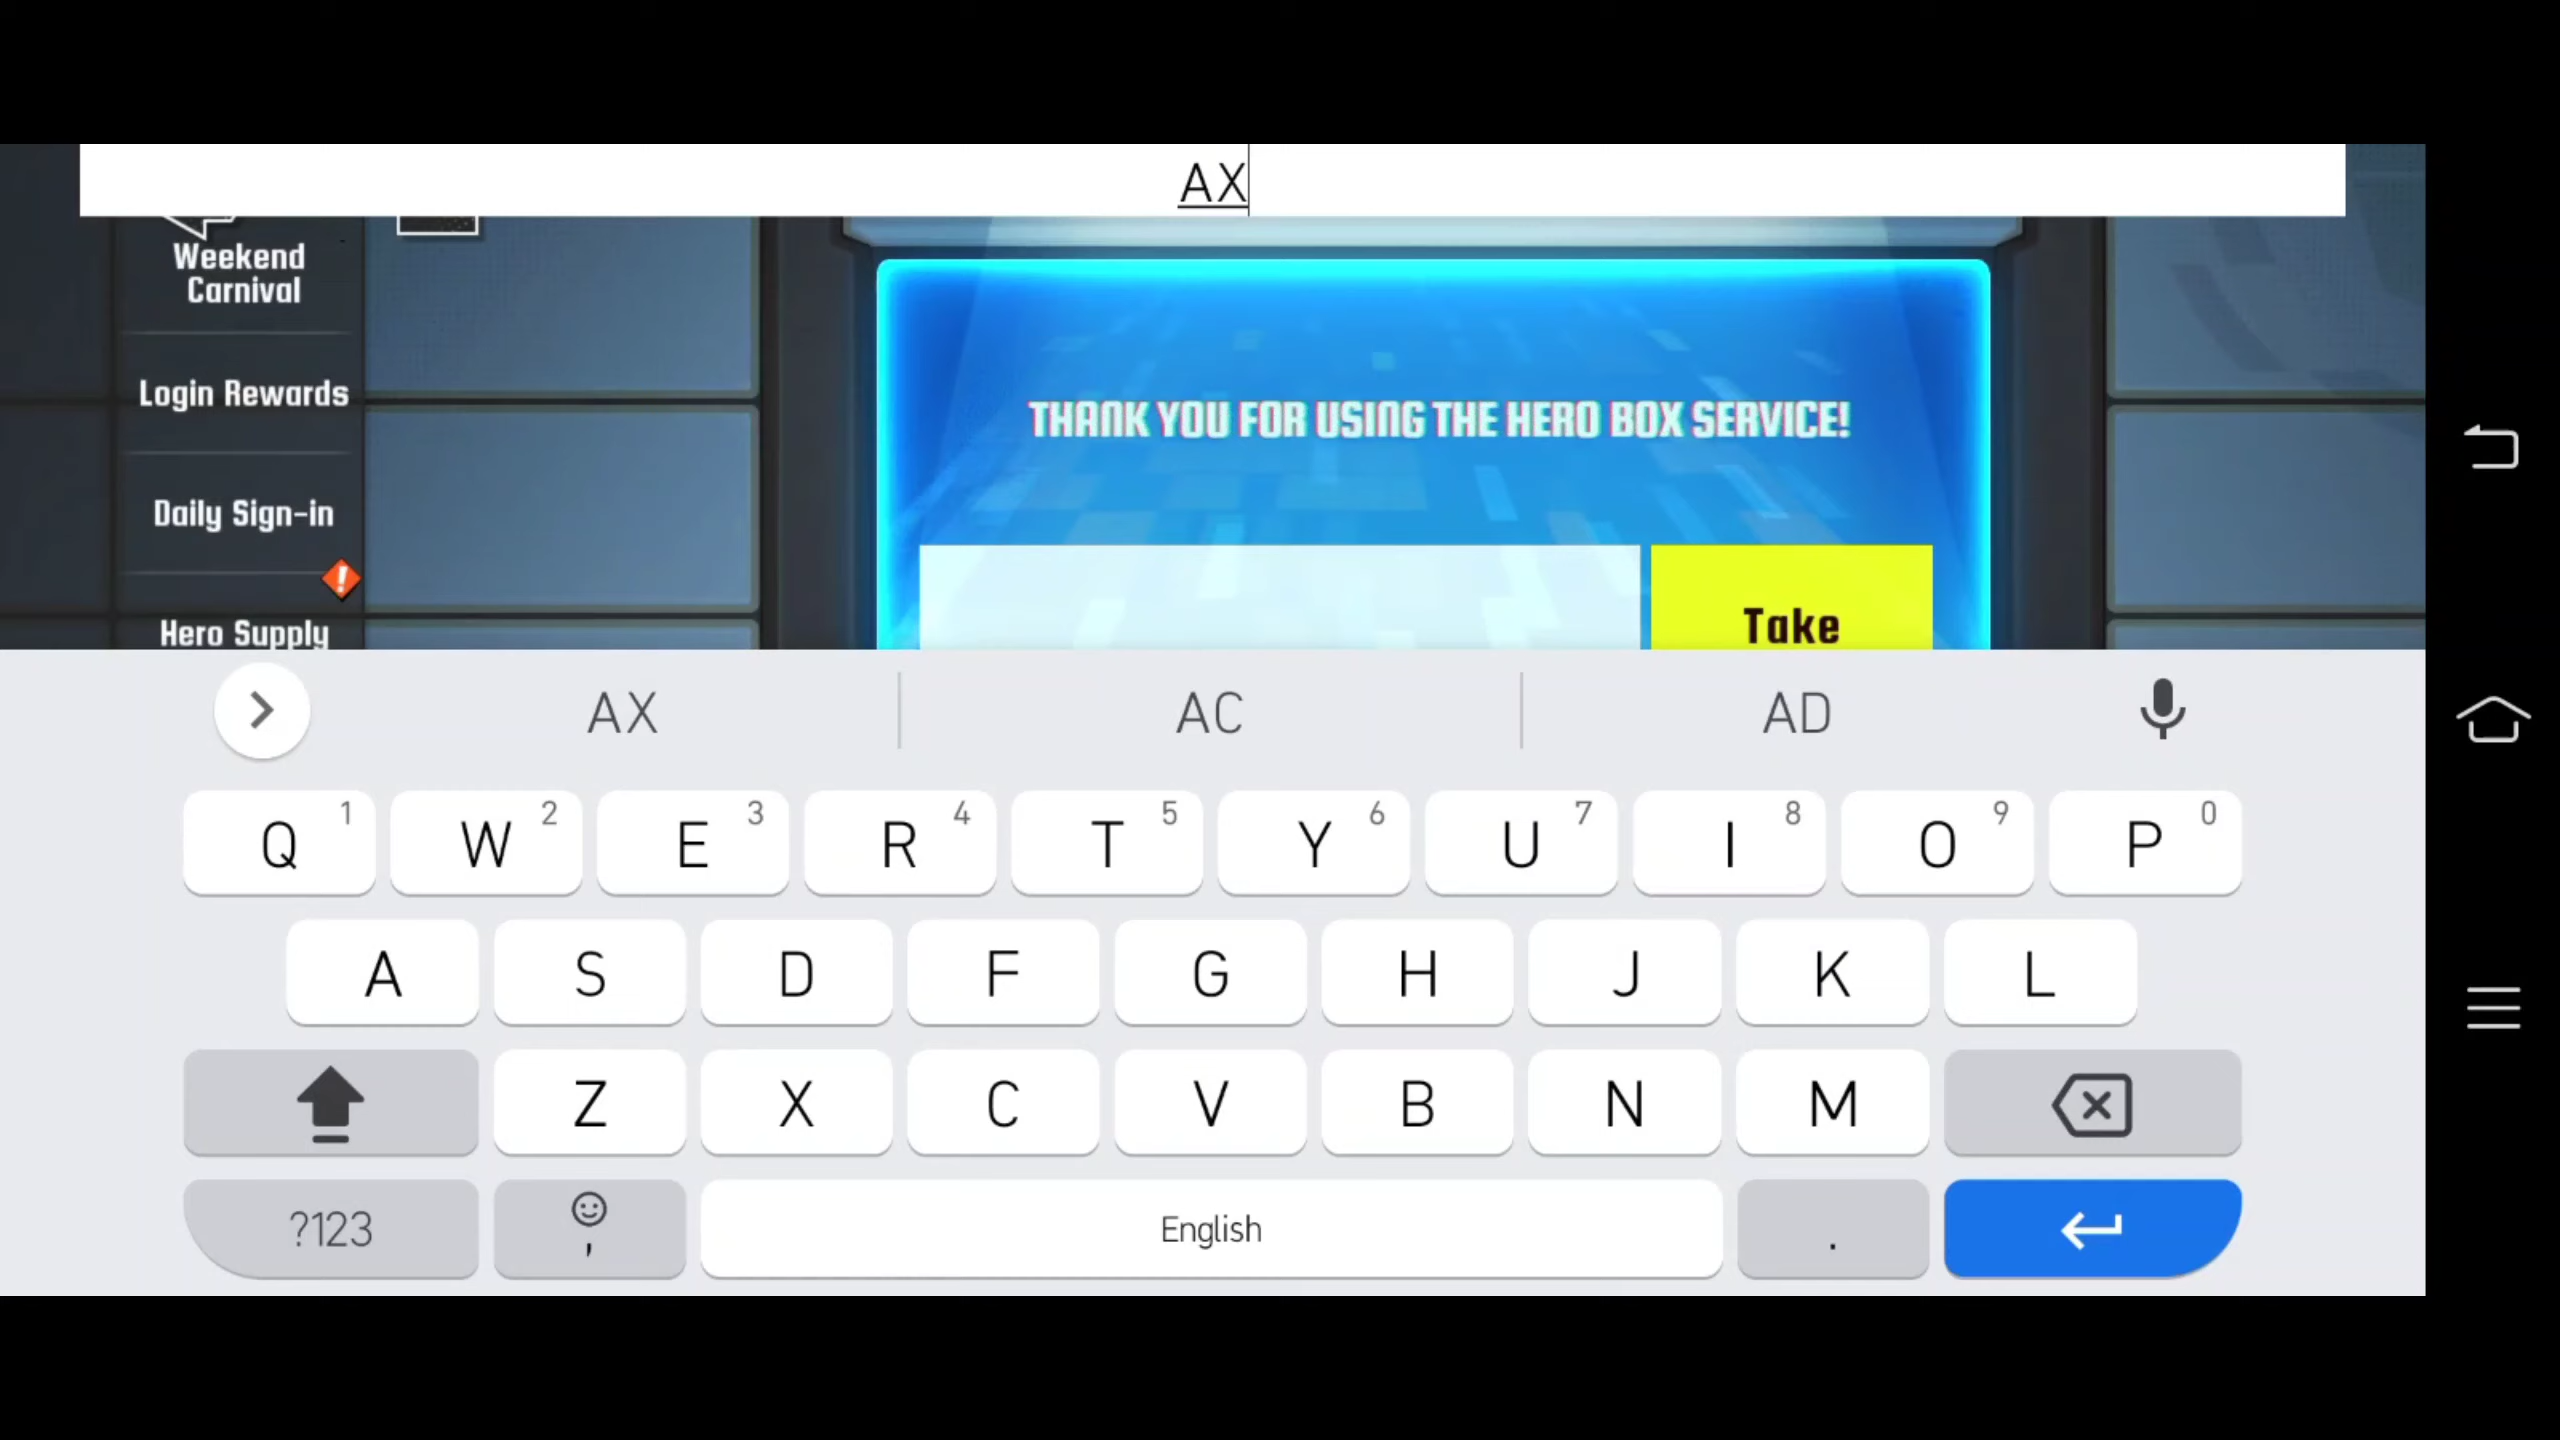 AX
Weekend
Carnival
Login Rewards
Daily Sign-in
!
Hero Supply
THANK YOU FOR USING THE HERO BOX SERVICE!
Take
AX AC AD
Q 1 W 2 E 3 R 4 T 5 Y 6 U 7 I 8 O 9 P 0
A S D F G H J K L
Z X C V B N M
?123 , English .